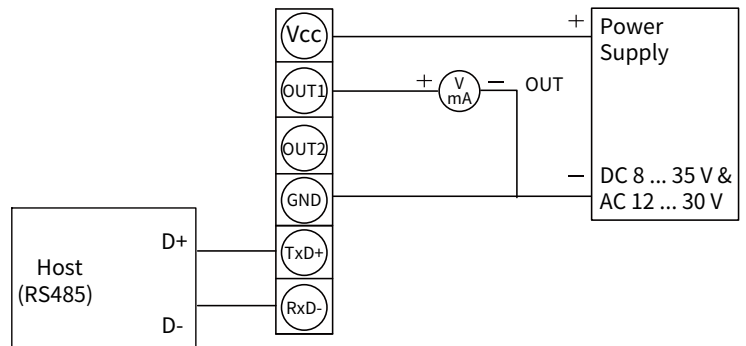 Vcc
OUT1
OUT2
GND
TxD+
RxD-
+
Power
Supply
+
V
mA
−
OUT
−
DC 8 ... 35 V &
AC 12 ... 30 V
Host
(RS485)
D+
D-